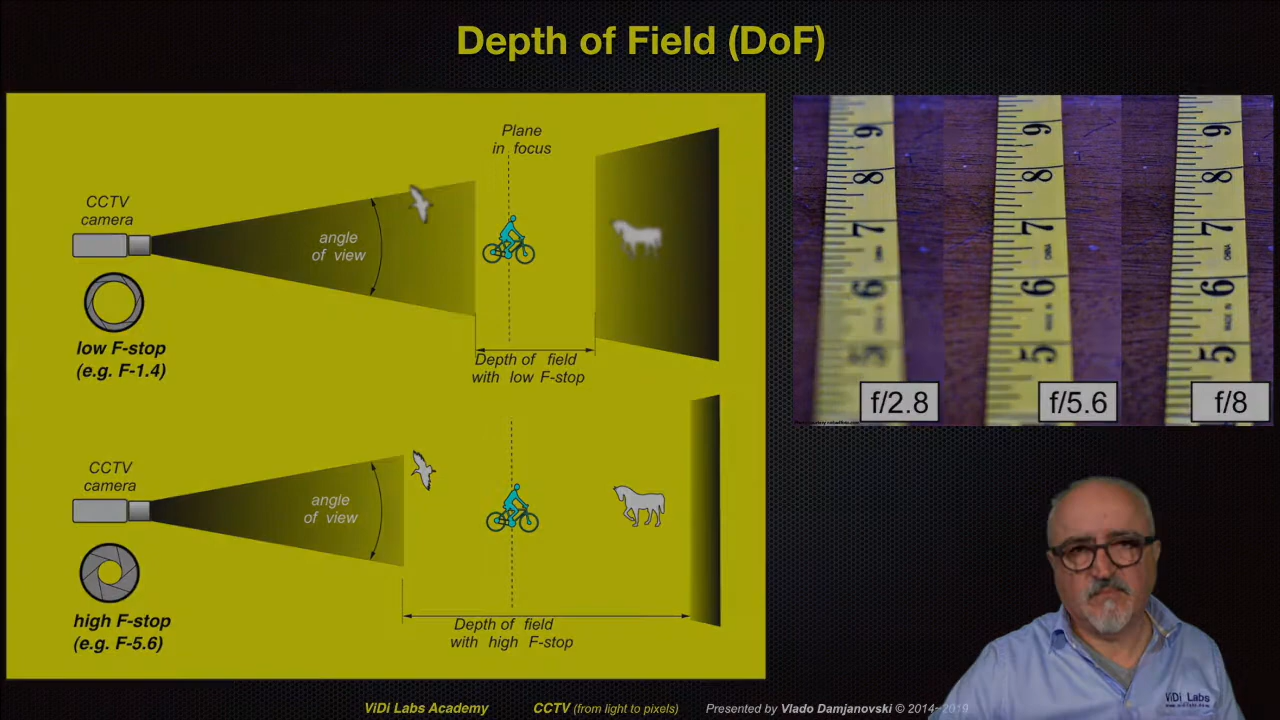 Depth of Field (DoF)
Plane
in focus
CCTV
camera
angle
of view
low F-stop
(e.g. F-1.4)
Depth of field
with low F-stop
CCTV
camera
angle
of view
high F-stop
(e.g. F-5.6)
Depth of field
with high F-stop
9
8
7
6
5
f/2.8
9
8
7
6
5
f/5.6
9
8
7
6
5
f/8
ViDi Labs
ViDi Labs Academy
CCTV (from light to pixels)
Presented by Vlado Damjanovski © 2014~2019